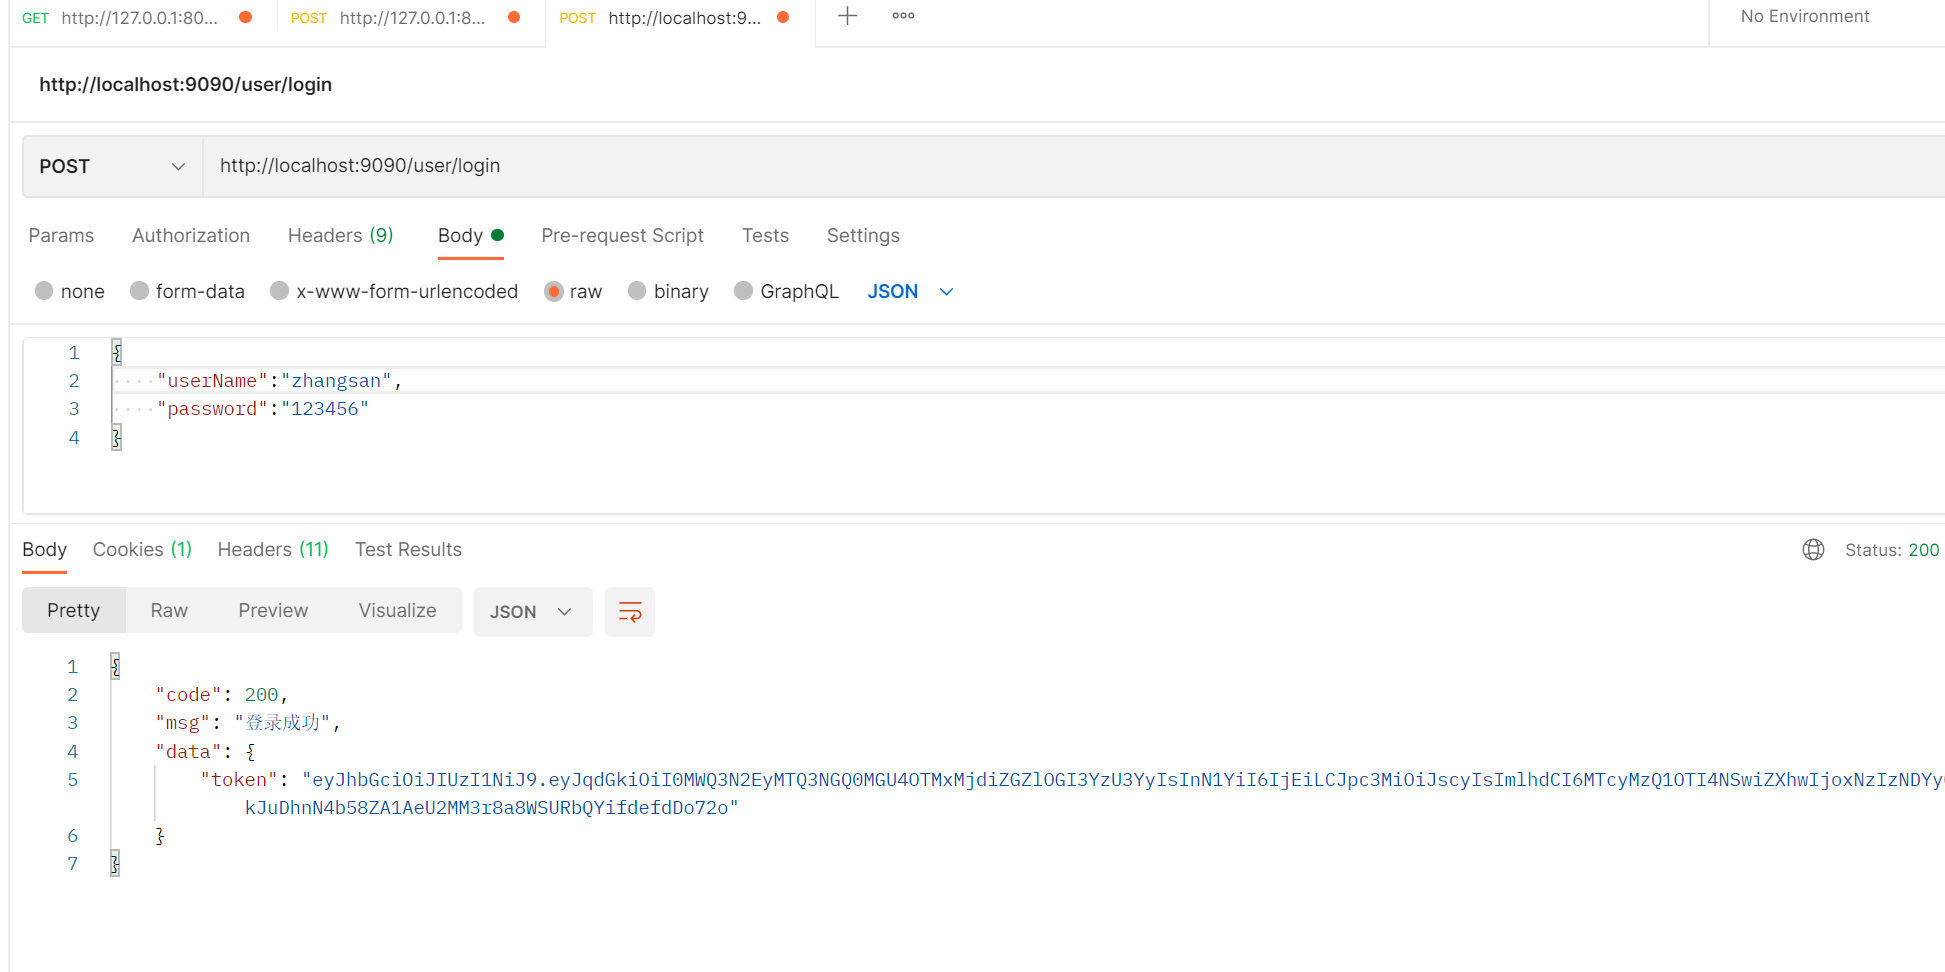 GET http://127.0.0.1:80... POST http://127.0.0.1:8... POST http://localhost:9... No Environment
http://localhost:9090/user/login
POST http://localhost:9090/user/login
Params Authorization Headers (9) Body Pre-request Script Tests Settings
none form-data x-www-form-urlencoded raw binary GraphQL JSON
1 {
2 "userName":"zhangsan",
3 "password":"123456"
4 }
Body Cookies (1) Headers (11) Test Results Status: 200
Pretty Raw Preview Visualize JSON
1 {
2 "code": 200,
3 "msg": "登录成功",
4 "data": {
5 "token": "eyJhbGciOiJIUzI1NiJ9.eyJqdGkiOiI0MWQ3N2EyMTQ3NGQ0MGU4OTMxMjdiZGZlOGI3YzU3YyIsInN1YiI6IjEiLCJpc3MiOiJscyIsImlhdCI6MTcyMzQ1OTI4NSwiZXhwIjoxNzIzNDYy
kJuDhnN4b58ZA1AeU2MM3r8a8WSURbQYifdefdDo72o"
6 }
7 }